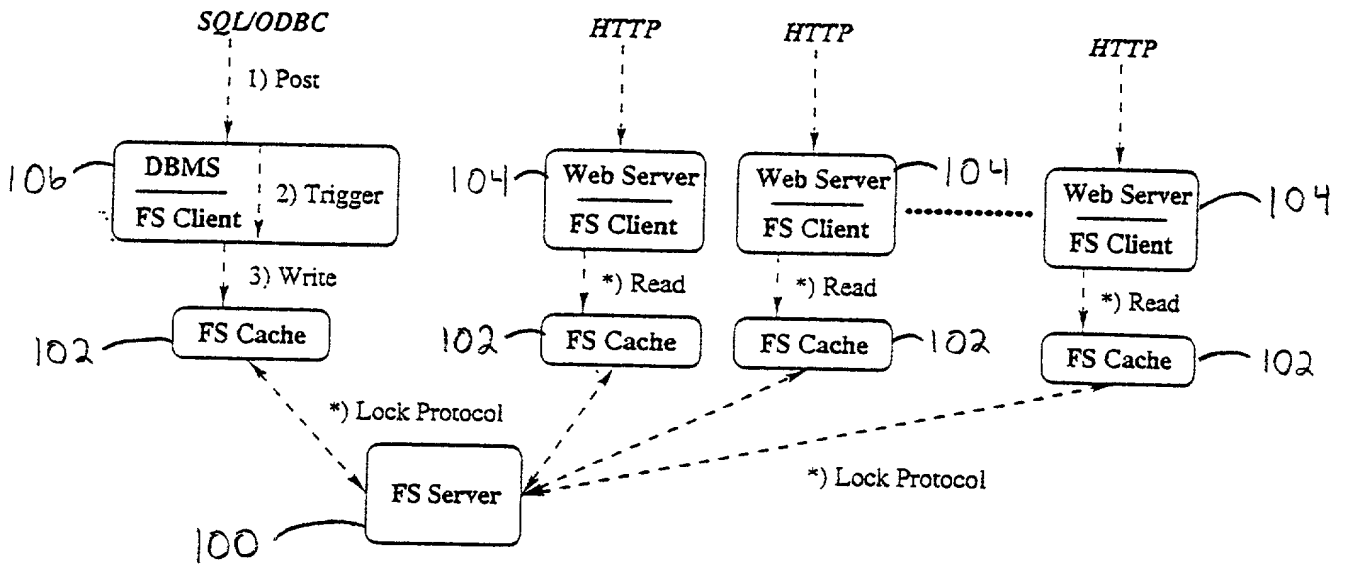 SQL/ODBC
HTTP
HTTP
HTTP
1) Post
106
DBMS
FS Client
2) Trigger
104
Web Server
FS Client
Web Server
FS Client
104
Web Server
FS Client
104
3) Write
*) Read
*) Read
*) Read
102
FS Cache
102
FS Cache
FS Cache
102
FS Cache
102
*) Lock Protocol
*) Lock Protocol
FS Server
100